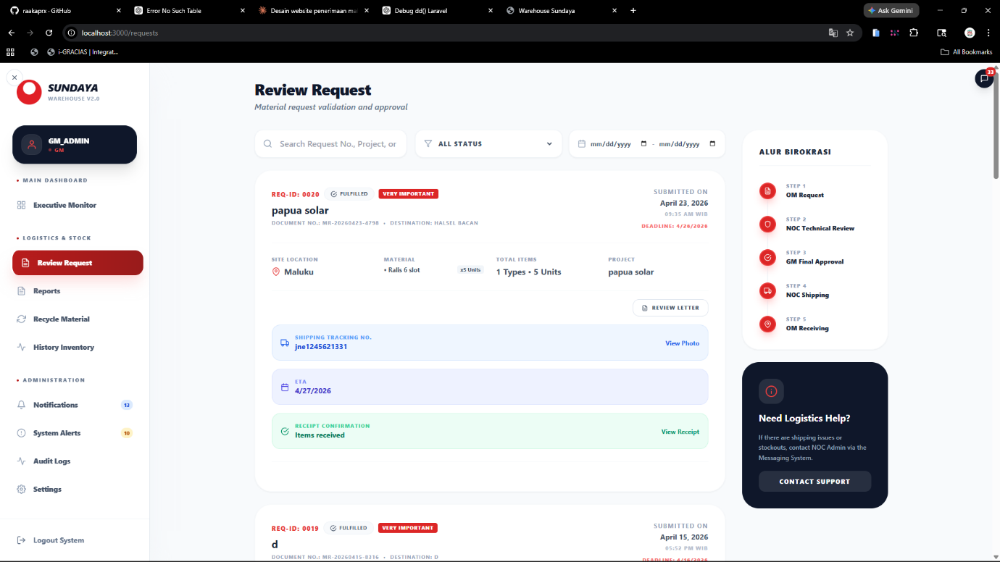 raakaprx · GitHub
Error No Such Table
Desain website penerimaan ma
Debug dd() Laravel
Warehouse Sundaya
Ask Gemini
localhost:3000/requests
i-GRACIAS | Integrat...
All Bookmarks
SUNDAYA
WAREHOUSE V2.0
GM_ADMIN
GM
MAIN DASHBOARD
Executive Monitor
LOGISTICS & STOCK
Review Request
Reports
Recycle Material
History Inventory
ADMINISTRATION
Notifications 13
System Alerts 10
Audit Logs
Settings
Logout System
Review Request
Material request validation and approval
33
Search Request No., Project, or
ALL STATUS
mm/dd/yyyy - mm/dd/yyyy
REQ-ID: 0020 FULFILLED VERY IMPORTANT
papua solar
DOCUMENT NO.: MR-20260423-4798 • DESTINATION: HALSEL BACAN
SUBMITTED ON
April 23, 2026
09:35 AM WIB
DEADLINE: 4/26/2026
SITE LOCATION
Maluku
MATERIAL
• Ralis 6 slot x5 Units
TOTAL ITEMS
1 Types • 5 Units
PROJECT
papua solar
REVIEW LETTER
SHIPPING TRACKING NO.
jne1245621331
View Photo
ETA
4/27/2026
RECEIPT CONFIRMATION
Items received
View Receipt
REQ-ID: 0019 FULFILLED VERY IMPORTANT
d
DOCUMENT NO.: MR-20260415-8316 • DESTINATION: D
SUBMITTED ON
April 15, 2026
05:52 PM WIB
DEADLINE: 4/16/2026
ALUR BIROKRASI
STEP 1
OM Request
STEP 2
NOC Technical Review
STEP 3
GM Final Approval
STEP 4
NOC Shipping
STEP 5
OM Receiving
Need Logistics Help?
If there are shipping issues or
stockouts, contact NOC Admin via the
Messaging System.
CONTACT SUPPORT